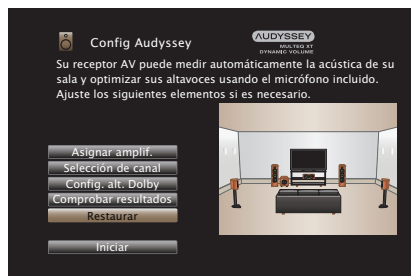 Config Audyssey
AUDYSSEY
MULTEQ XT
DYNAMIC VOLUME
Su receptor AV puede medir automáticamente la acústica de su
sala y optimizar sus altavoces usando el micrófono incluido.
Ajuste los siguientes elementos si es necesario.
Asignar amplif.
Selección de canal
Config. alt. Dolby
Comprobar resultados
Restaurar
Iniciar